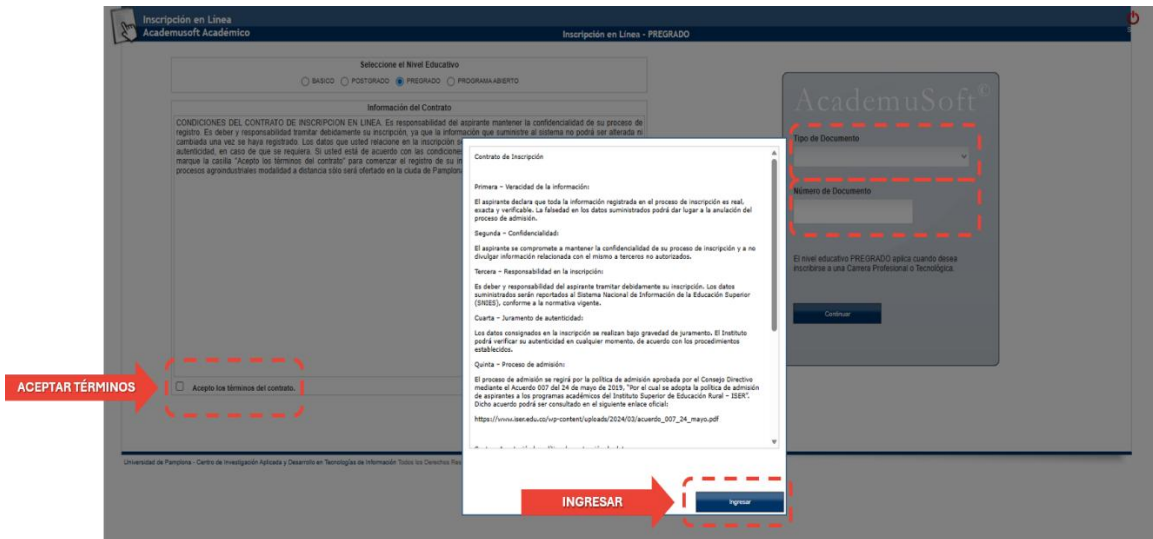 Inscripción en Línea
Academusoft Académico
Inscripción en Línea - PREGRADO
Seleccione el Nivel Educativo
BASICO POSTGRADO PREGRADO PROGRAMA ABIERTO
Información del Contrato
CONDICIONES DEL CONTRATO DE INSCRIPCION EN LINEA. Es responsabilidad del aspirante mantener la confidencialidad de su proceso de
registro. Es deber y responsabilidad tramitar debidamente su inscripción, ya que la información que suministre al sistema no podrá ser alterada ni
cambiada una vez se haya registrado. Los datos que usted relacione en la inscripción
autenticidad, en caso de que se requiera. Si usted está de acuerdo con las condiciones
marque la casilla "Acepto los términos del contrato" para comenzar el registro de su
procesos agroindustriales modalidad a distancia sólo será ofertado en la ciuda de Pamplona
ACEPTAR TÉRMINOS
Acepto los términos del contrato.
Contrato de Inscripción
Primera – Veracidad de la información:
El aspirante declara que toda la información registrada en el proceso de inscripción es real,
exacta y verificable. La falsedad en los datos suministrados podrá dar lugar a la anulación del
proceso de admisión.
Segunda – Confidencialidad:
El aspirante se compromete a mantener la confidencialidad de su proceso de inscripción y a no
divulgar información relacionada con el mismo a terceros no autorizados.
Tercera – Responsabilidad en la inscripción:
Es deber y responsabilidad del aspirante tramitar debidamente su inscripción. Los datos
suministrados serán reportados al Sistema Nacional de Información de la Educación Superior
(SNIES), conforme a la normativa vigente.
Cuarta – Juramento de autenticidad:
Los datos consignados en la inscripción se realizan bajo gravedad de juramento. El Instituto
podrá verificar su autenticidad en cualquier momento, de acuerdo con los procedimientos
establecidos.
Quinta – Proceso de admisión:
El proceso de admisión se regirá por la política de admisión aprobada por el Consejo Directivo
mediante el Acuerdo 007 del 24 de mayo de 2019, "Por el cual se adopta la política de admisión
de aspirantes a los programas académicos del Instituto Superior de Educación Rural – ISER".
Dicho acuerdo podrá ser consultado en el siguiente enlace oficial:
https://www.iser.edu.co/wp-content/uploads/2024/03/acuerdo_007_24_mayo.pdf
INGRESAR
Ingresar
AcademuSoft©
Tipo de Documento
Número de Documento
El nivel educativo PREGRADO aplica cuando desea
inscribirse a una Carrera Profesional o Tecnológica.
Continuar
Universidad de Pamplona - Centro de Investigación Aplicada y Desarrollo en Tecnologías de Información Todos los Derechos